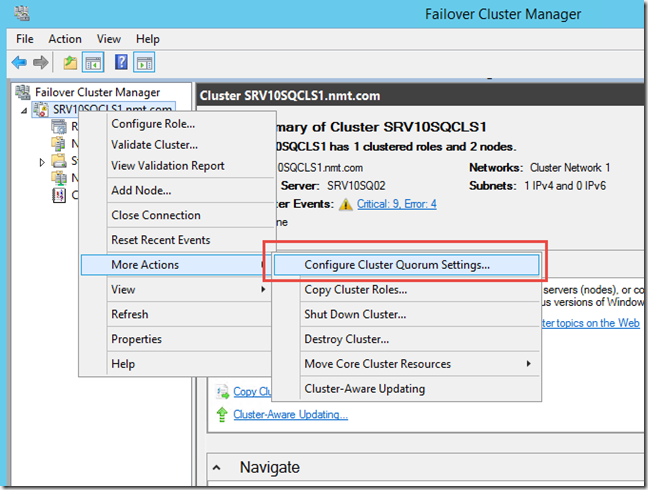 Failover Cluster Manager
File Action View Help
Failover Cluster Manager
SRV10SQCLS1.nmt.com
Cluster SRV10SQCLS1.nmt.com
R
N
S
N
C
Configure Role...
Validate Cluster...
View Validation Report
Add Node...
Close Connection
Reset Recent Events
More Actions
View
Refresh
Properties
Help
mary of Cluster SRV10SQCLS1
QCLS1 has 1 clustered roles and 2 nodes.
0SQCLS1.nmt.com Networks: Cluster Network 1
Server: SRV10SQ02 Subnets: 1 IPv4 and 0 IPv6
ter Events: Critical: 9, Error: 4
ne
Configure Cluster Quorum Settings...
Copy Cluster Roles...
Shut Down Cluster...
Destroy Cluster...
Move Core Cluster Resources
Cluster-Aware Updating
servers (nodes), or co
us versions of Window
ter topics on the Web
Copy Clu
Cluster-Aware Updating...
Navigate